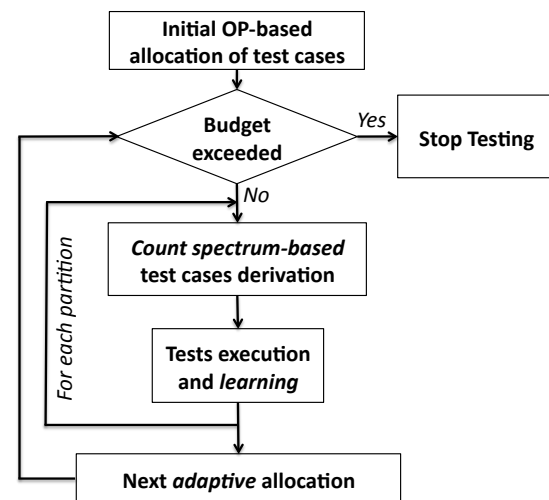 Initial OP-based
allocation of test cases
Budget
exceeded
Yes
Stop Testing
No
Count spectrum-based
test cases derivation
For each partition
Tests execution
and learning
Next adaptive allocation